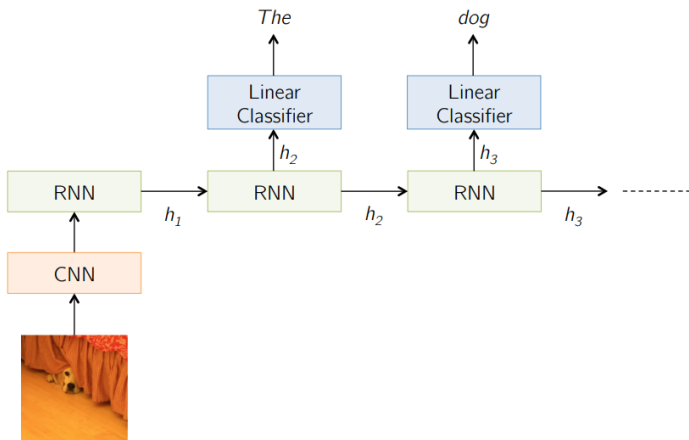 The
dog
Linear
Classifier
Linear
Classifier
h2
h3
RNN
RNN
RNN
h1
h2
h3
CNN